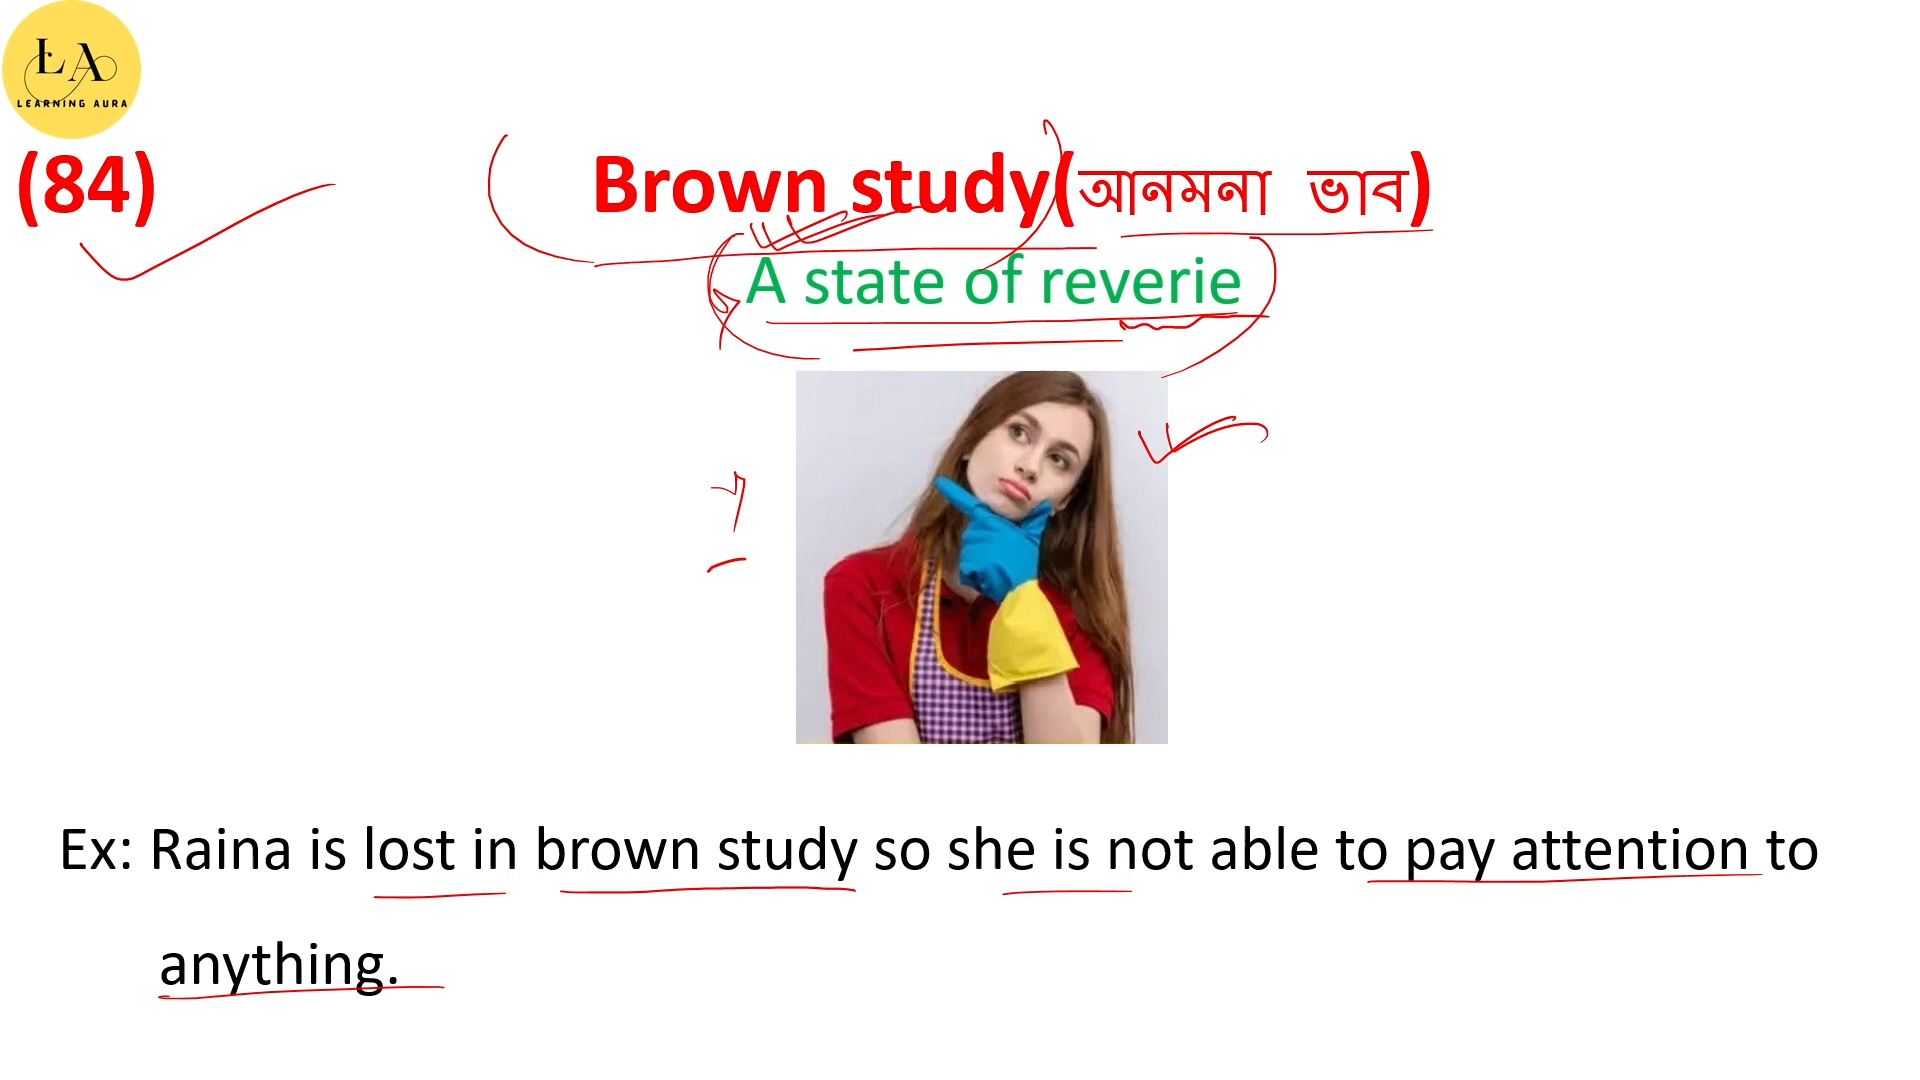 LA
LEARNING AURA
(84)
Brown study(আনমনা ভাব)
A state of reverie
Ex: Raina is lost in brown study so she is not able to pay attention to
anything.